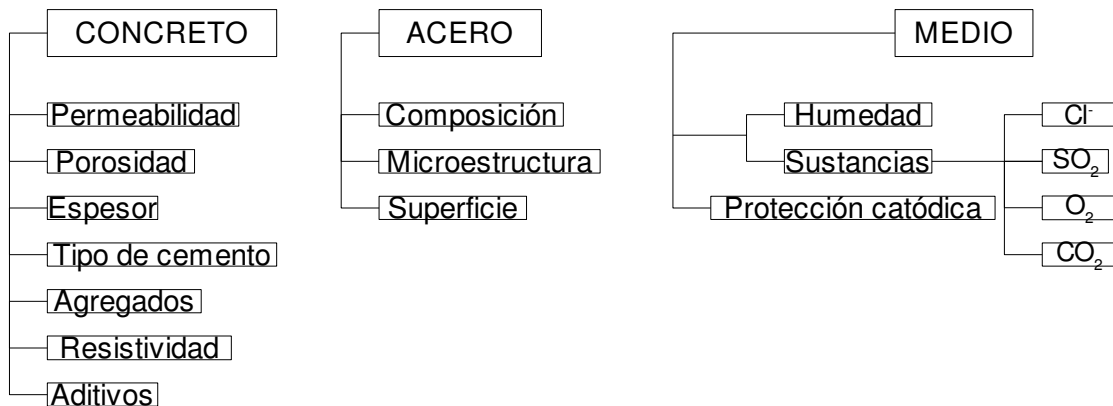 CONCRETO
Permeabilidad
Porosidad
Espesor
Tipo de cemento
Agregados
Resistividad
Aditivos
ACERO
Composición
Microestructura
Superficie
MEDIO
Humedad
Sustancias
Cl⁻
SO₂
O₂
CO₂
Protección catódica